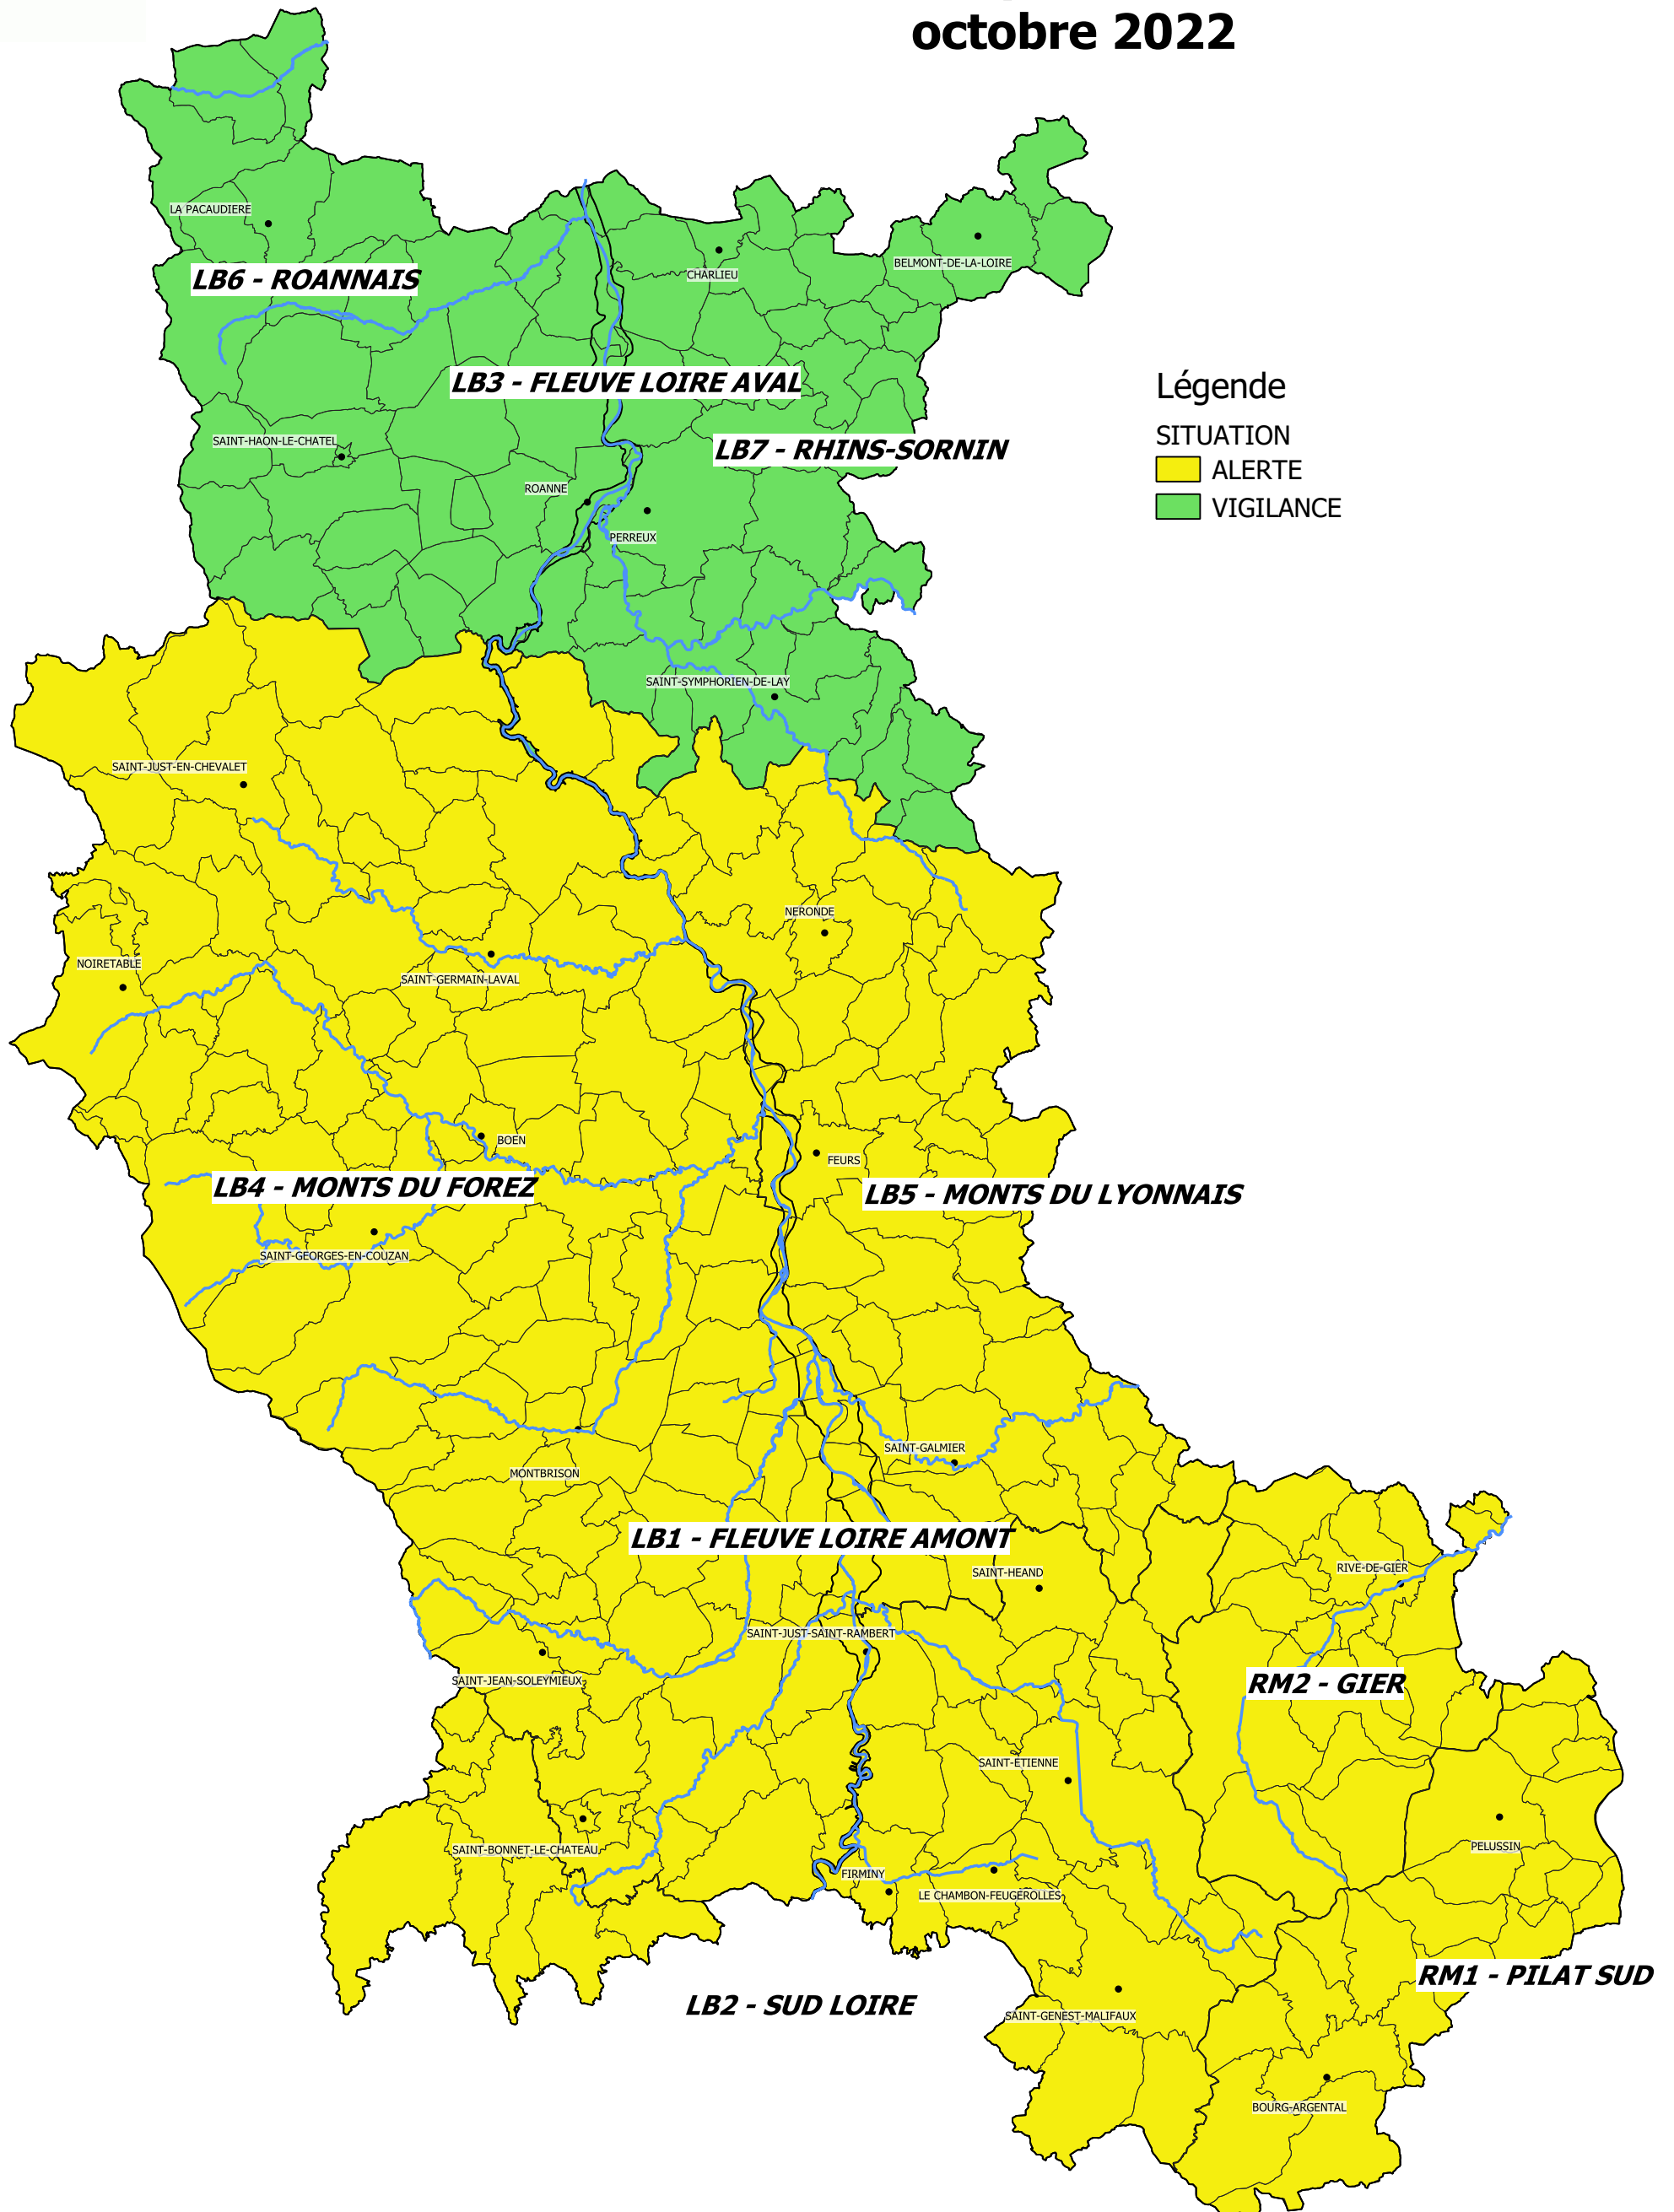 octobre 2022
LA PACAUDIERE
LB6 - ROANNAIS
CHARLIEU
BELMONT-DE-LA-LOIRE
LB3 - FLEUVE LOIRE AVAL
Légende
SITUATION
ALERTE
VIGILANCE
SAINT-HAON-LE-CHATEL
LB7 - RHINS-SORNIN
ROANNE
PERREUX
SAINT-SYMPHORIEN-DE-LAY
SAINT-JUST-EN-CHEVALET
NERONDE
NOIRETABLE
SAINT-GERMAIN-LAVAL
BOEN
FEURS
LB4 - MONTS DU FOREZ
LB5 - MONTS DU LYONNAIS
SAINT-GEORGES-EN-COUZAN
SAINT-GALMIER
MONTBRISON
LB1 - FLEUVE LOIRE AMONT
SAINT-HEAND
RIVE-DE-GIER
SAINT-JUST-SAINT-RAMBERT
SAINT-JEAN-SOLEYMIEUX
RM2 - GIER
SAINT-ETIENNE
SAINT-BONNET-LE-CHATEAU
PELUSSIN
FIRMINY
LE CHAMBON-FEUGEROLLES
RM1 - PILAT SUD
LB2 - SUD LOIRE
SAINT-GENEST-MALIFAUX
BOURG-ARGENTAL